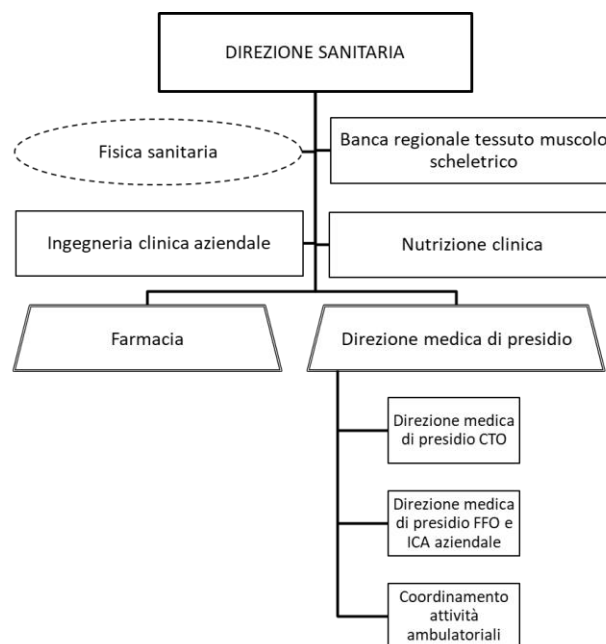 DIREZIONE SANITARIA
Fisica sanitaria
Banca regionale tessuto muscolo
scheletrico
Ingegneria clinica aziendale
Nutrizione clinica
Farmacia
Direzione medica di presidio
Direzione medica
di presidio CTO
Direzione medica
di presidio FFO e
ICA aziendale
Coordinamento
attività
ambulatoriali